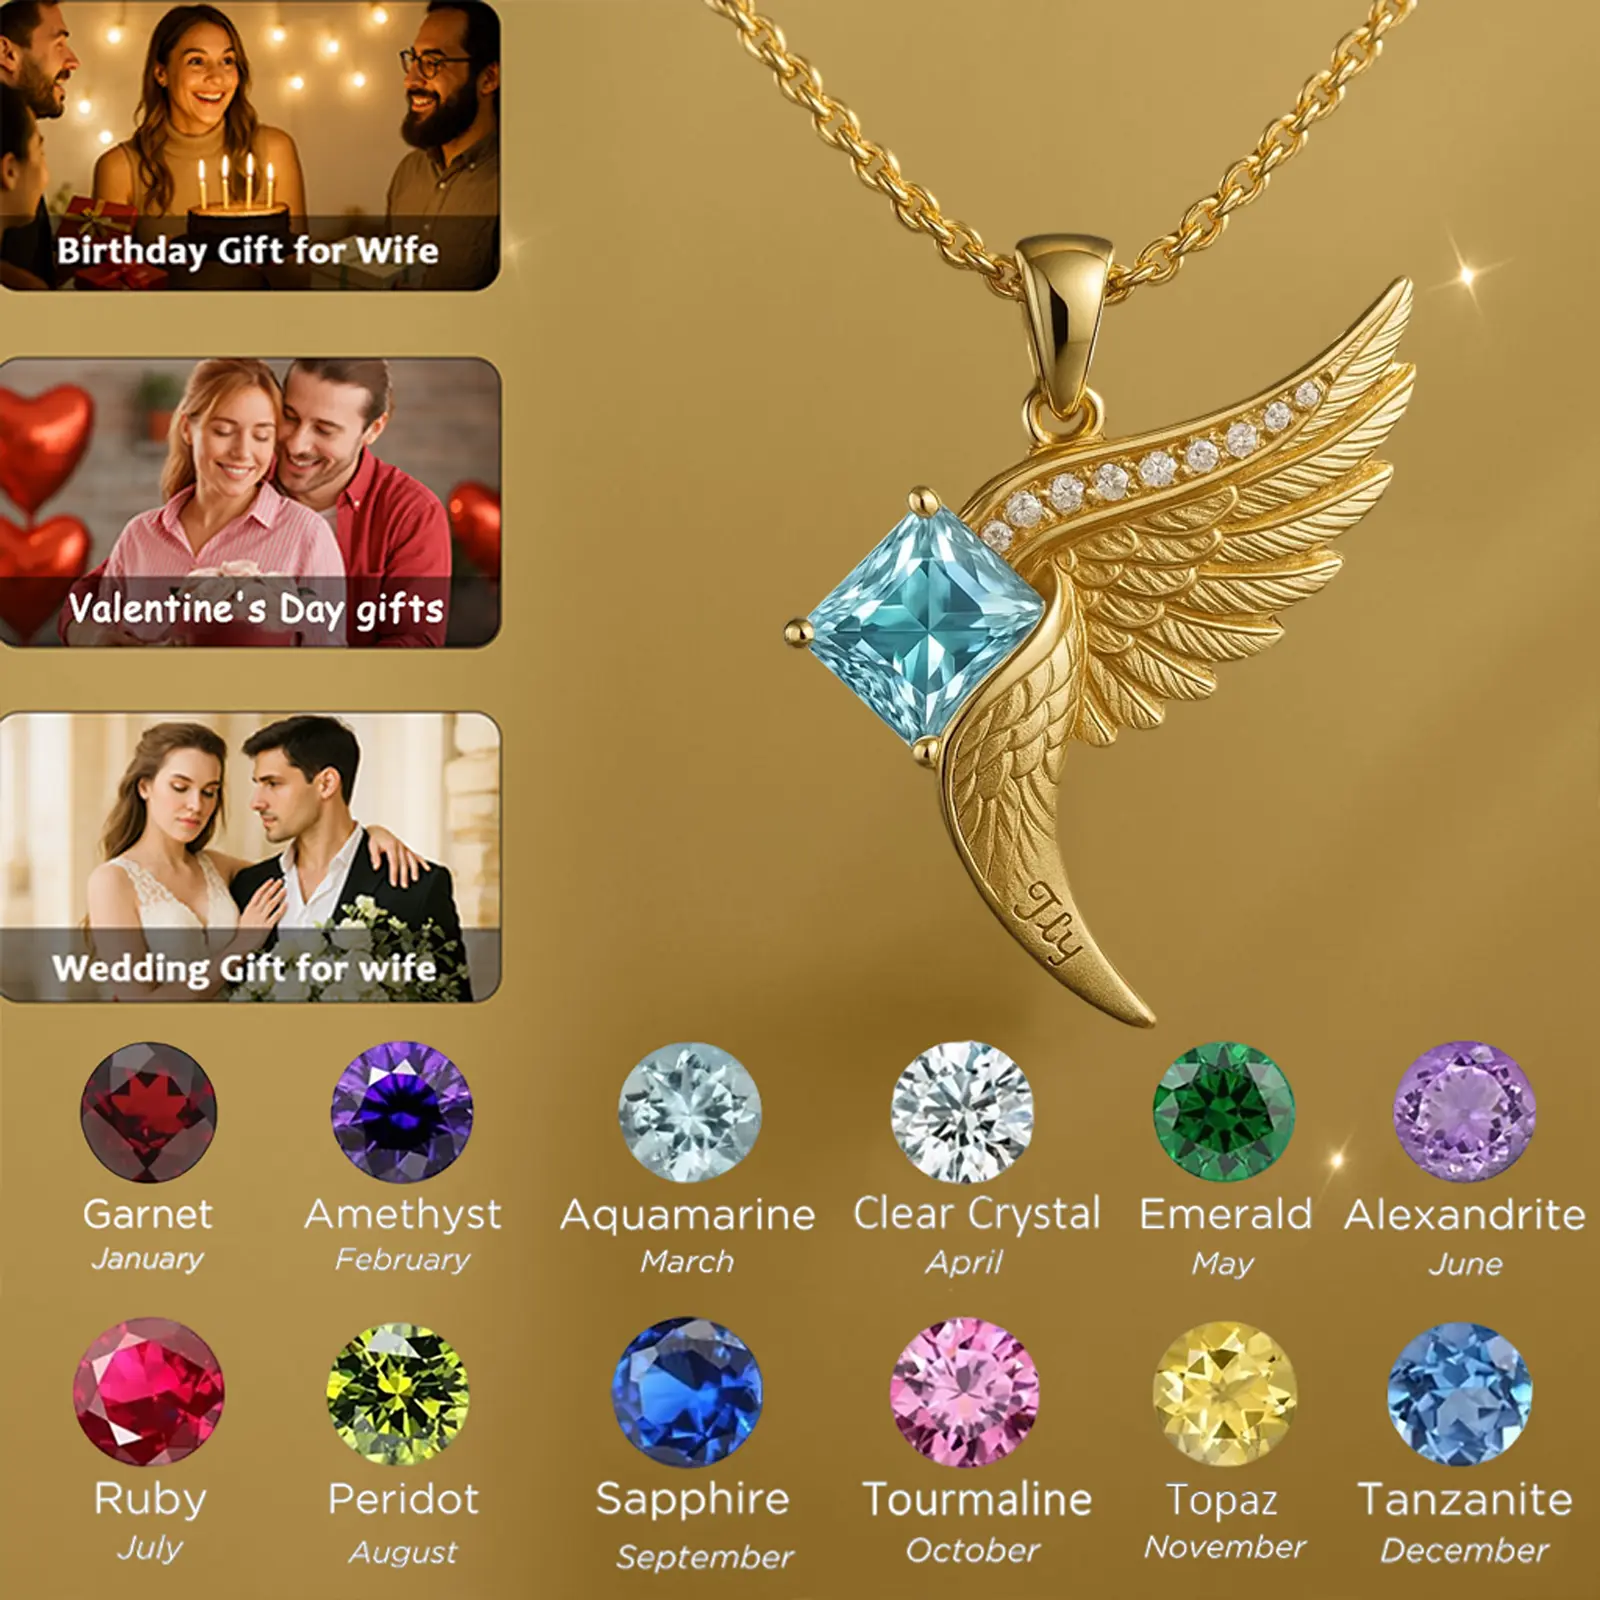 Birthday Gift for Wife
Valentine's Day gifts
Wedding Gift for wife
Jly
Garnet
January
Amethyst
February
Aquamarine
March
Clear Crystal
April
Emerald
May
Alexandrite
June
Ruby
July
Peridot
August
Sapphire
September
Tourmaline
October
Topaz
November
Tanzanite
December